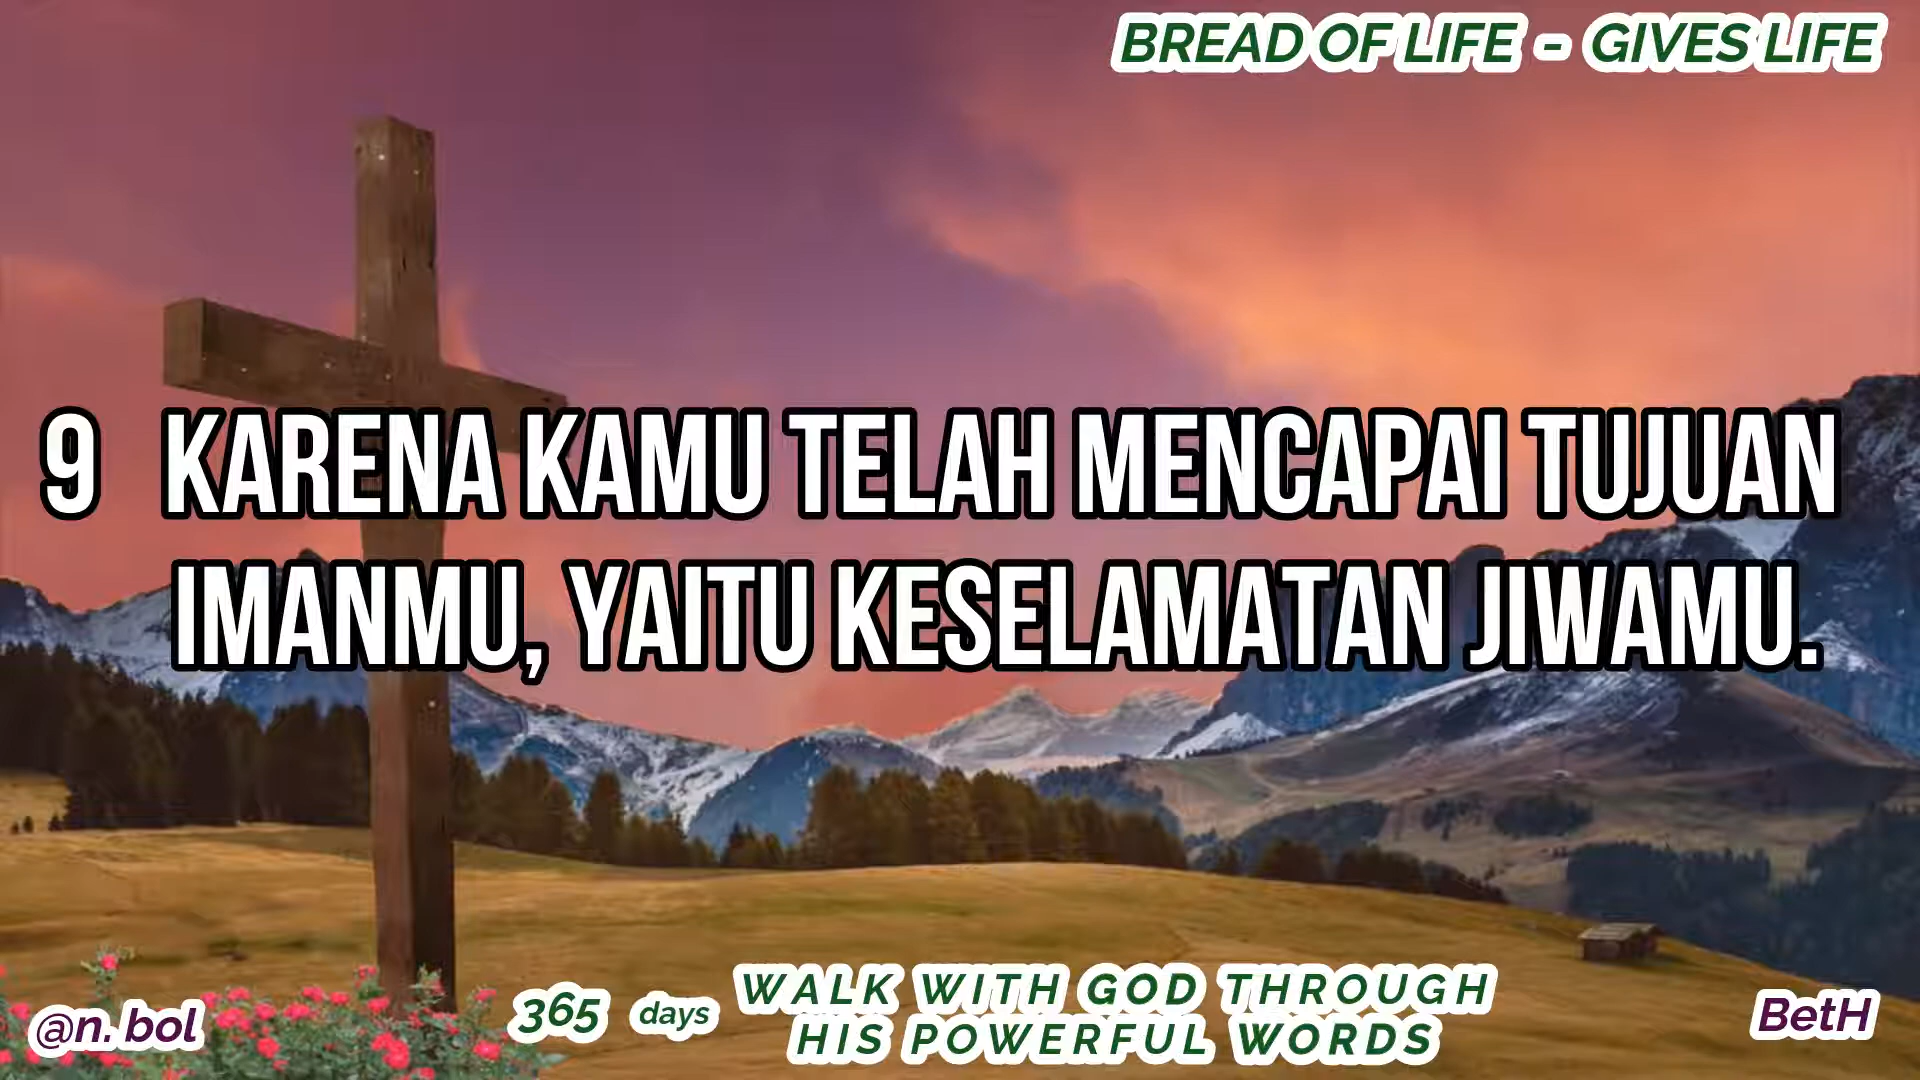 BREAD OF LIFE - GIVES LIFE
9 KARENA KAMU TELAH MENCAPAI TUJUAN
IMANMU, YAITU KESELAMATAN JIWAMU.
@n.bol
365 days
WALK WITH GOD THROUGH
HIS POWERFUL WORDS
BetH